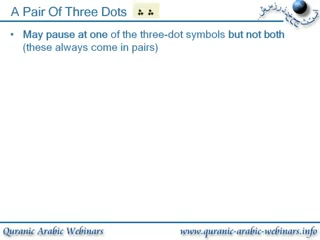 A Pair Of Three Dots
• May pause at one of the three-dot symbols but not both
(these always come in pairs)
Quranic Arabic Webinars
www.quranic-arabic-webinars.info